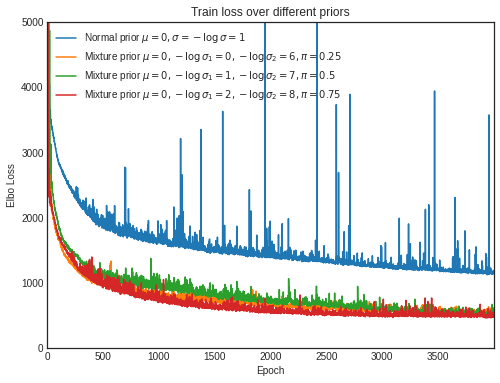 Train loss over different priors
Normal prior μ = 0, σ = − log σ = 1
Mixture prior μ = 0, − log σ₁ = 0, − log σ₂ = 6, π = 0.25
Mixture prior μ = 0, − log σ₁ = 1, − log σ₂ = 7, π = 0.5
Mixture prior μ = 0, − log σ₁ = 2, − log σ₂ = 8, π = 0.75
5000
4000
3000
2000
1000
0
Elbo Loss
0 500 1000 1500 2000 2500 3000 3500
Epoch